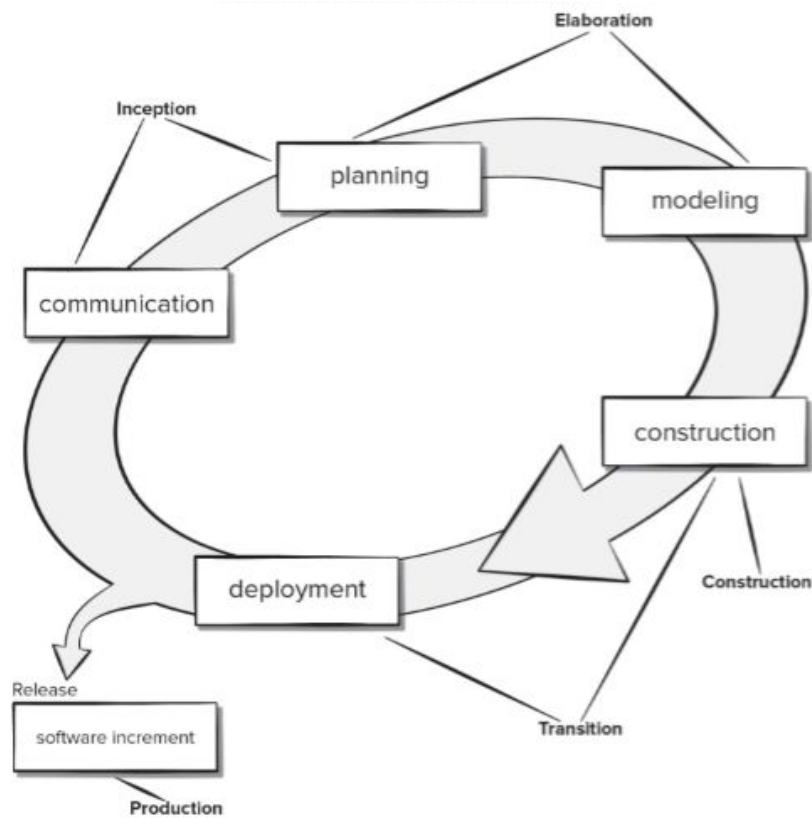 Elaboration
Inception
planning
modeling
communication
construction
deployment
Construction
Release
software increment
Transition
Production